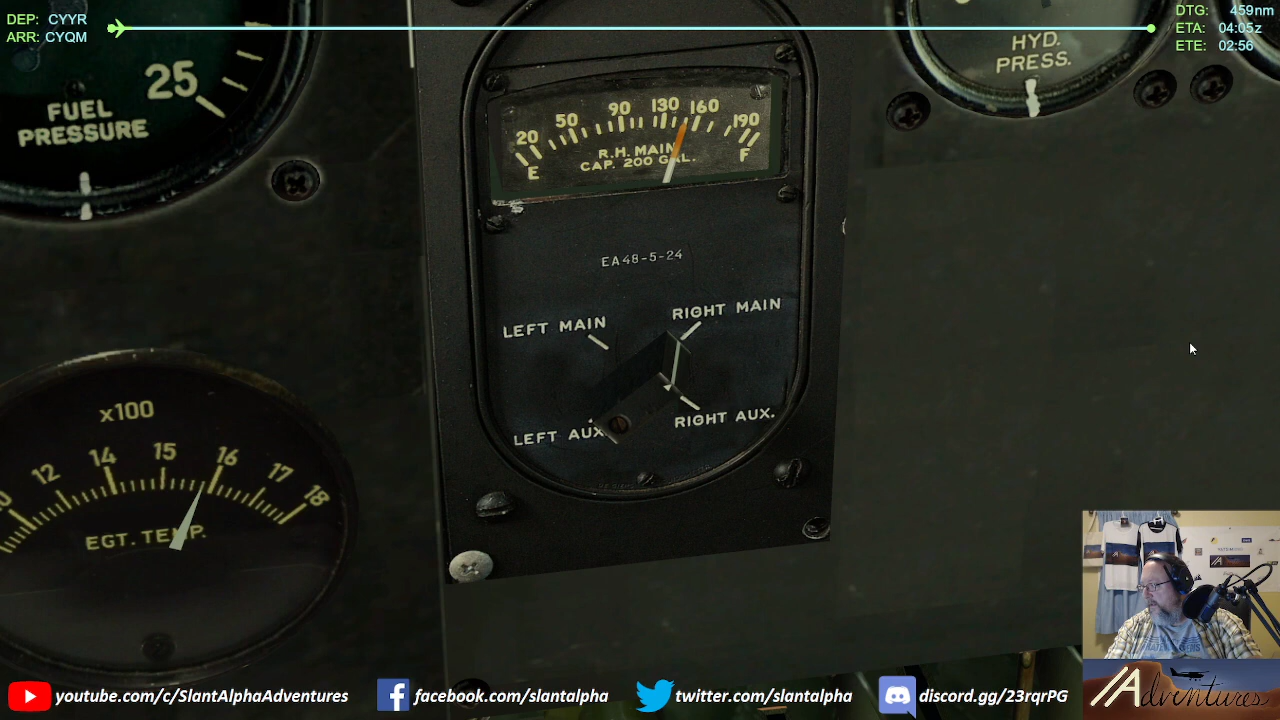 DEP: CYYR
ARR: CYQM
DTG: 459nm
ETA: 04:05z
ETE: 02:56
25
FUEL
PRESSURE
HYD.
PRESS.
20 50 90 130 160 190
R.H. MAIN
CAP. 200 GAL.
E F
EA48-5-24
LEFT MAIN
RIGHT MAIN
LEFT AUX
RIGHT AUX.
x100
12 14 15 16 17 18
EGT. TEMP.
youtube.com/c/SlantAlphaAdventures
facebook.com/slantalpha
twitter.com/slantalpha
discord.gg/23rqrPG
Adventures